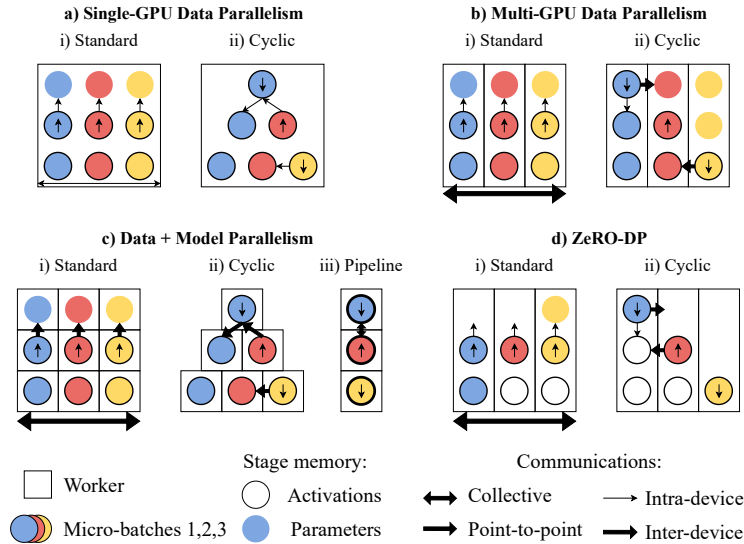 a) Single-GPU Data Parallelism
i) Standard
ii) Cyclic
b) Multi-GPU Data Parallelism
i) Standard
ii) Cyclic
c) Data + Model Parallelism
i) Standard
ii) Cyclic
iii) Pipeline
d) ZeRO-DP
i) Standard
ii) Cyclic
Stage memory:
Communications:
Worker
Activations
Collective
Intra-device
Micro-batches 1,2,3
Parameters
Point-to-point
Inter-device